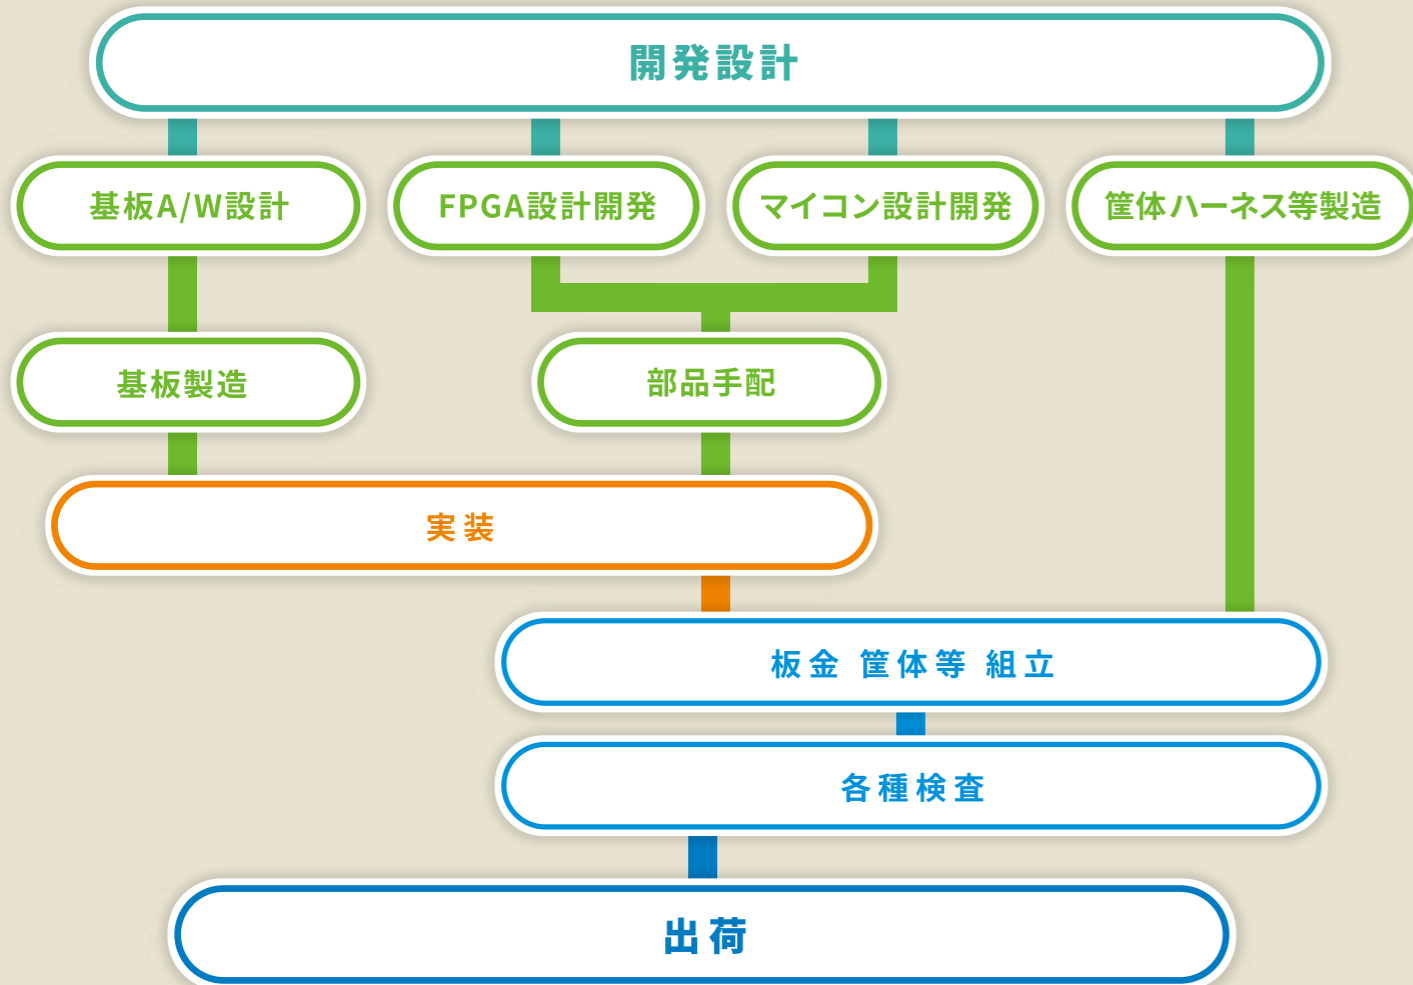 開発設計
基板A/W設計
FPGA設計開発
マイコン設計開発
筐体ハーネス等製造
基板製造
部品手配
実装
板金 筐体等 組立
各種検査
出荷